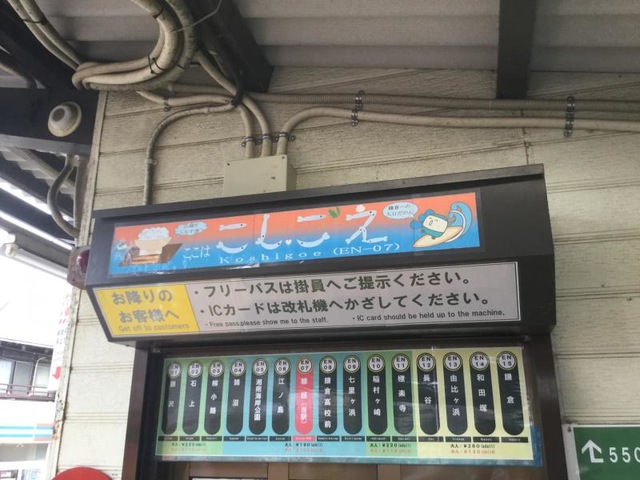 ここは
こしごえ
Koshigoe (EN-07)
お降りの
お客様へ
Get off to customers
・フリーパスは掛員へご提示ください。
・ICカードは改札機へかざしてください。
・Free pass,please show me to the staff.　・IC card should be held up to the machine.
藤沢
石上
柳小路
鵠沼
湘南海岸公園
江ノ島
腰越
鎌倉高校前
七里ヶ浜
稲村ヶ崎
極楽寺
長谷
由比ヶ浜
和田塚
鎌倉
550